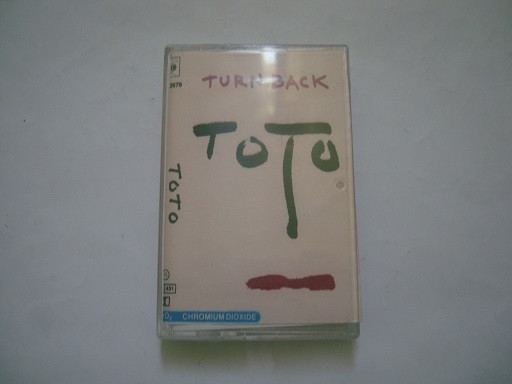 TURN BACK
TOTO
TOTO
CHROMIUM DIOXIDE